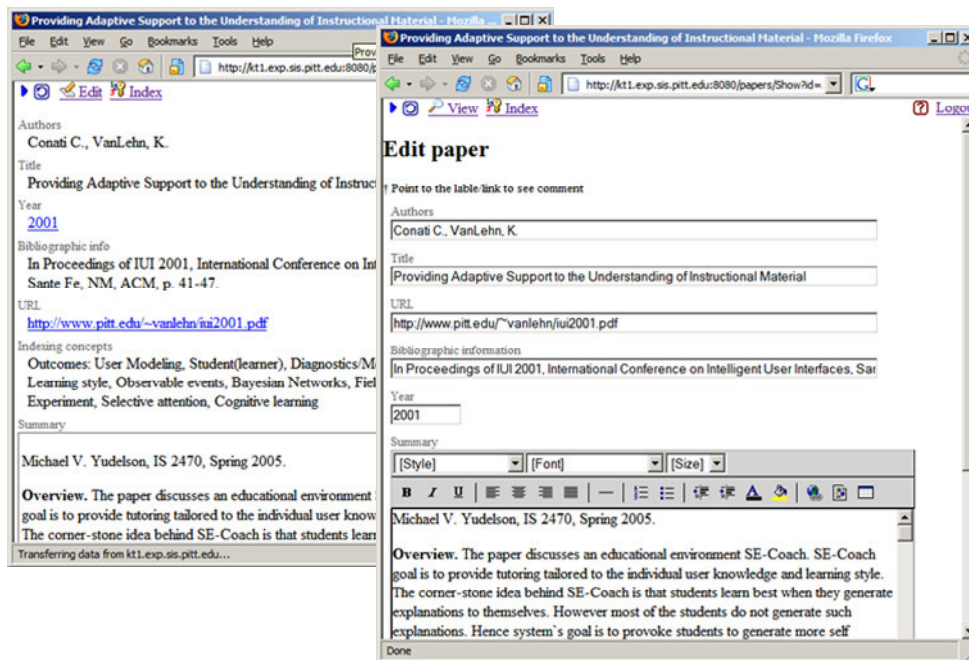 Providing Adaptive Support to the Understanding of Instructional Material - Mozilla ...
File Edit View Go Bookmarks Tools Help
Prov
http://kt1.exp.sis.pitt.edu:8080/p
Edit Index
Authors
Conati C., VanLehn, K.
Title
Providing Adaptive Support to the Understanding of Instruc
Year
2001
Bibliographic info
In Proceedings of IUI 2001, International Conference on Int
Sante Fe, NM, ACM, p. 41-47.
URL
http://www.pitt.edu/~vanlehn/iui2001.pdf
Indexing concepts
Outcomes: User Modeling, Student(learner), Diagnostics/M
Learning style, Observable events, Bayesian Networks, Fiel
Experiment, Selective attention, Cognitive learning
Summary
Michael V. Yudelson, IS 2470, Spring 2005.
Overview. The paper discusses an educational environment
goal is to provide tutoring tailored to the individual user know
The corner-stone idea behind SE-Coach is that students learn
Transferring data from kt1.exp.sis.pitt.edu...
Providing Adaptive Support to the Understanding of Instructional Material - Mozilla Firefox
File Edit View Go Bookmarks Tools Help
http://kt1.exp.sis.pitt.edu:8080/papers/Show?id=
G
View Index
? Logou
Edit paper
† Point to the lable/link to see comment
Authors
Conati C., VanLehn, K.
Title
Providing Adaptive Support to the Understanding of Instructional Material
URL
http://www.pitt.edu/~vanlehn/iui2001.pdf
Bibliographic information
In Proceedings of IUI 2001, International Conference on Intelligent User Interfaces, San
Year
2001
Summary
[Style] [Font] [Size]
B I U A
Michael V. Yudelson, IS 2470, Spring 2005.
Overview. The paper discusses an educational environment SE-Coach. SE-Coach
goal is to provide tutoring tailored to the individual user knowledge and learning style.
The corner-stone idea behind SE-Coach is that students learn best when they generate
explanations to themselves. However most of the students do not generate such
explanations. Hence system`s goal is to provoke students to generate more self
Done